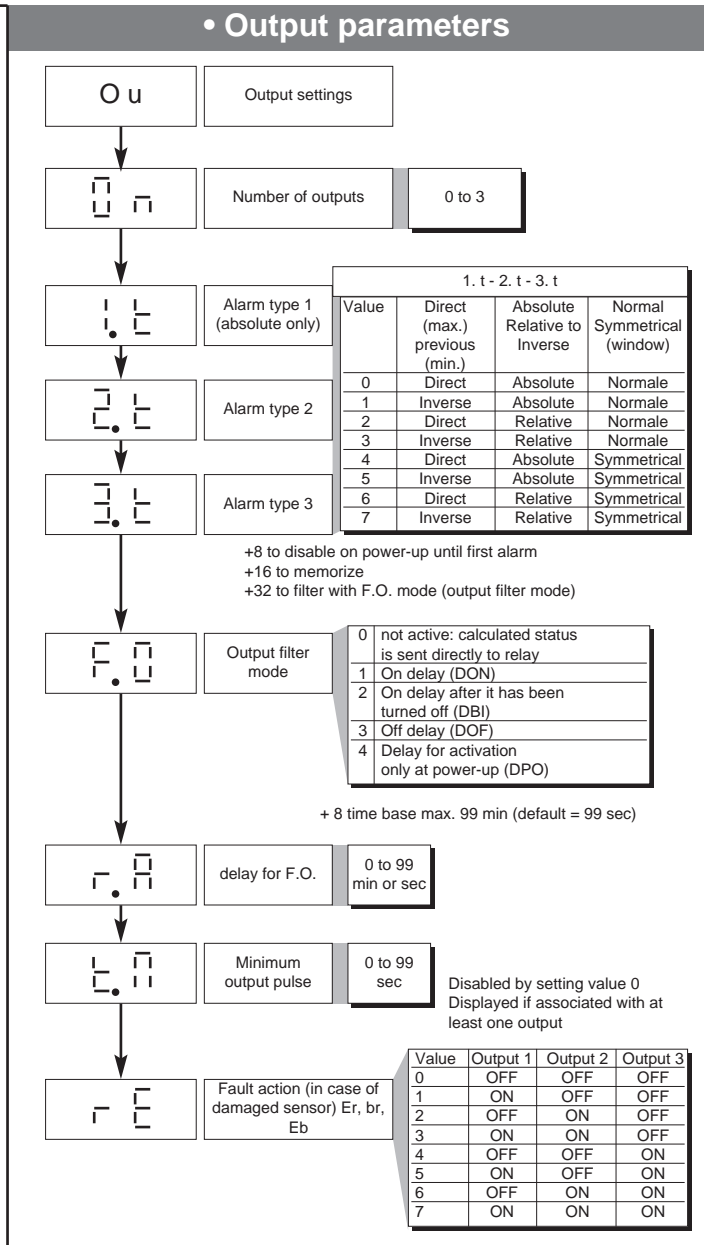 • Output parameters
O u
Output settings
0 n
Number of outputs
0 to 3
1. t
Alarm type 1
(absolute only)
2. t
Alarm type 2
3. t
Alarm type 3
1. t - 2. t - 3. t
Value Direct Absolute Normal
(max.) Relative to Symmetrical
previous Inverse (window)
(min.)
0 Direct Absolute Normale
1 Inverse Absolute Normale
2 Direct Relative Normale
3 Inverse Relative Normale
4 Direct Absolute Symmetrical
5 Inverse Absolute Symmetrical
6 Direct Relative Symmetrical
7 Inverse Relative Symmetrical
+8 to disable on power-up until first alarm
+16 to memorize
+32 to filter with F.O. mode (output filter mode)
F. 0
Output filter
mode
0 not active: calculated status
is sent directly to relay
1 On delay (DON)
2 On delay after it has been
turned off (DBI)
3 Off delay (DOF)
4 Delay for activation
only at power-up (DPO)
+ 8 time base max. 99 min (default = 99 sec)
r. A
delay for F.O.
0 to 99
min or sec
t. M
Minimum
output pulse
0 to 99
sec
Disabled by setting value 0
Displayed if associated with at
least one output
r E
Fault action (in case of
damaged sensor) Er, br,
Eb
Value Output 1 Output 2 Output 3
0 OFF OFF OFF
1 ON OFF OFF
2 OFF ON OFF
3 ON ON OFF
4 OFF OFF ON
5 ON OFF ON
6 OFF ON ON
7 ON ON ON